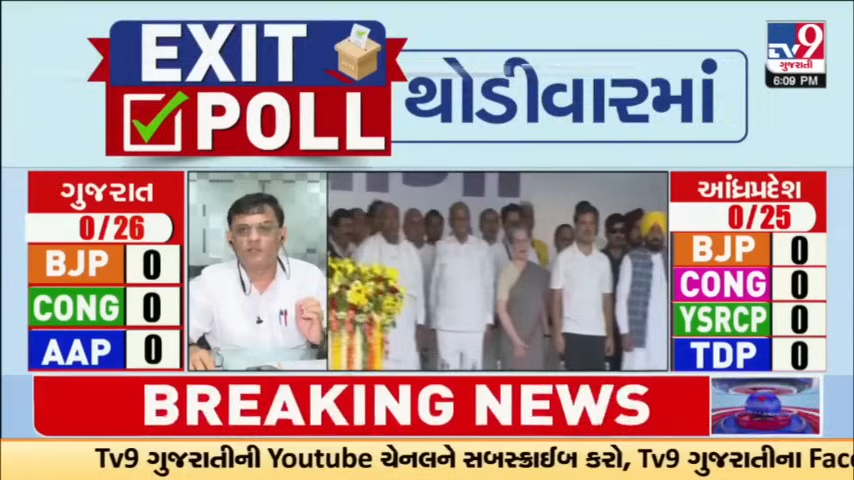 EXIT
POLL
થોડીવારમાં
tv9
ગુજરાતી
6:09 PM
ગુજરાત
0/26
BJP 0
CONG 0
AAP 0
આંધ્રપ્રદેશ
0/25
BJP 0
CONG 0
YSRCP 0
TDP 0
BREAKING NEWS
Tv9 ગુજરાતીની Youtube ચેનલને સબસ્ક્રાઈબ કરો, Tv9 ગુજરાતીના Face